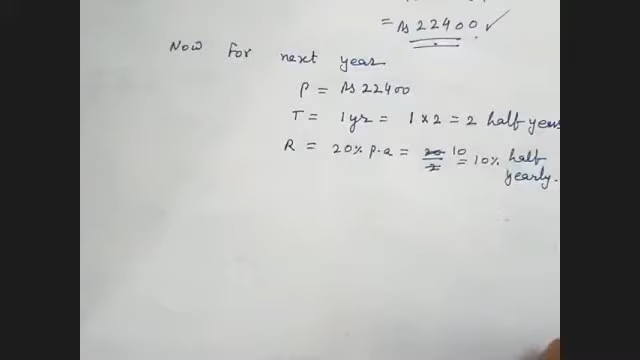 = Rs 22400
Now for next year
P = Rs 22400
T = 1yr = 1 × 2 = 2 half years
R = 20% p.a = 20/2 10 = 10% half
yearly.